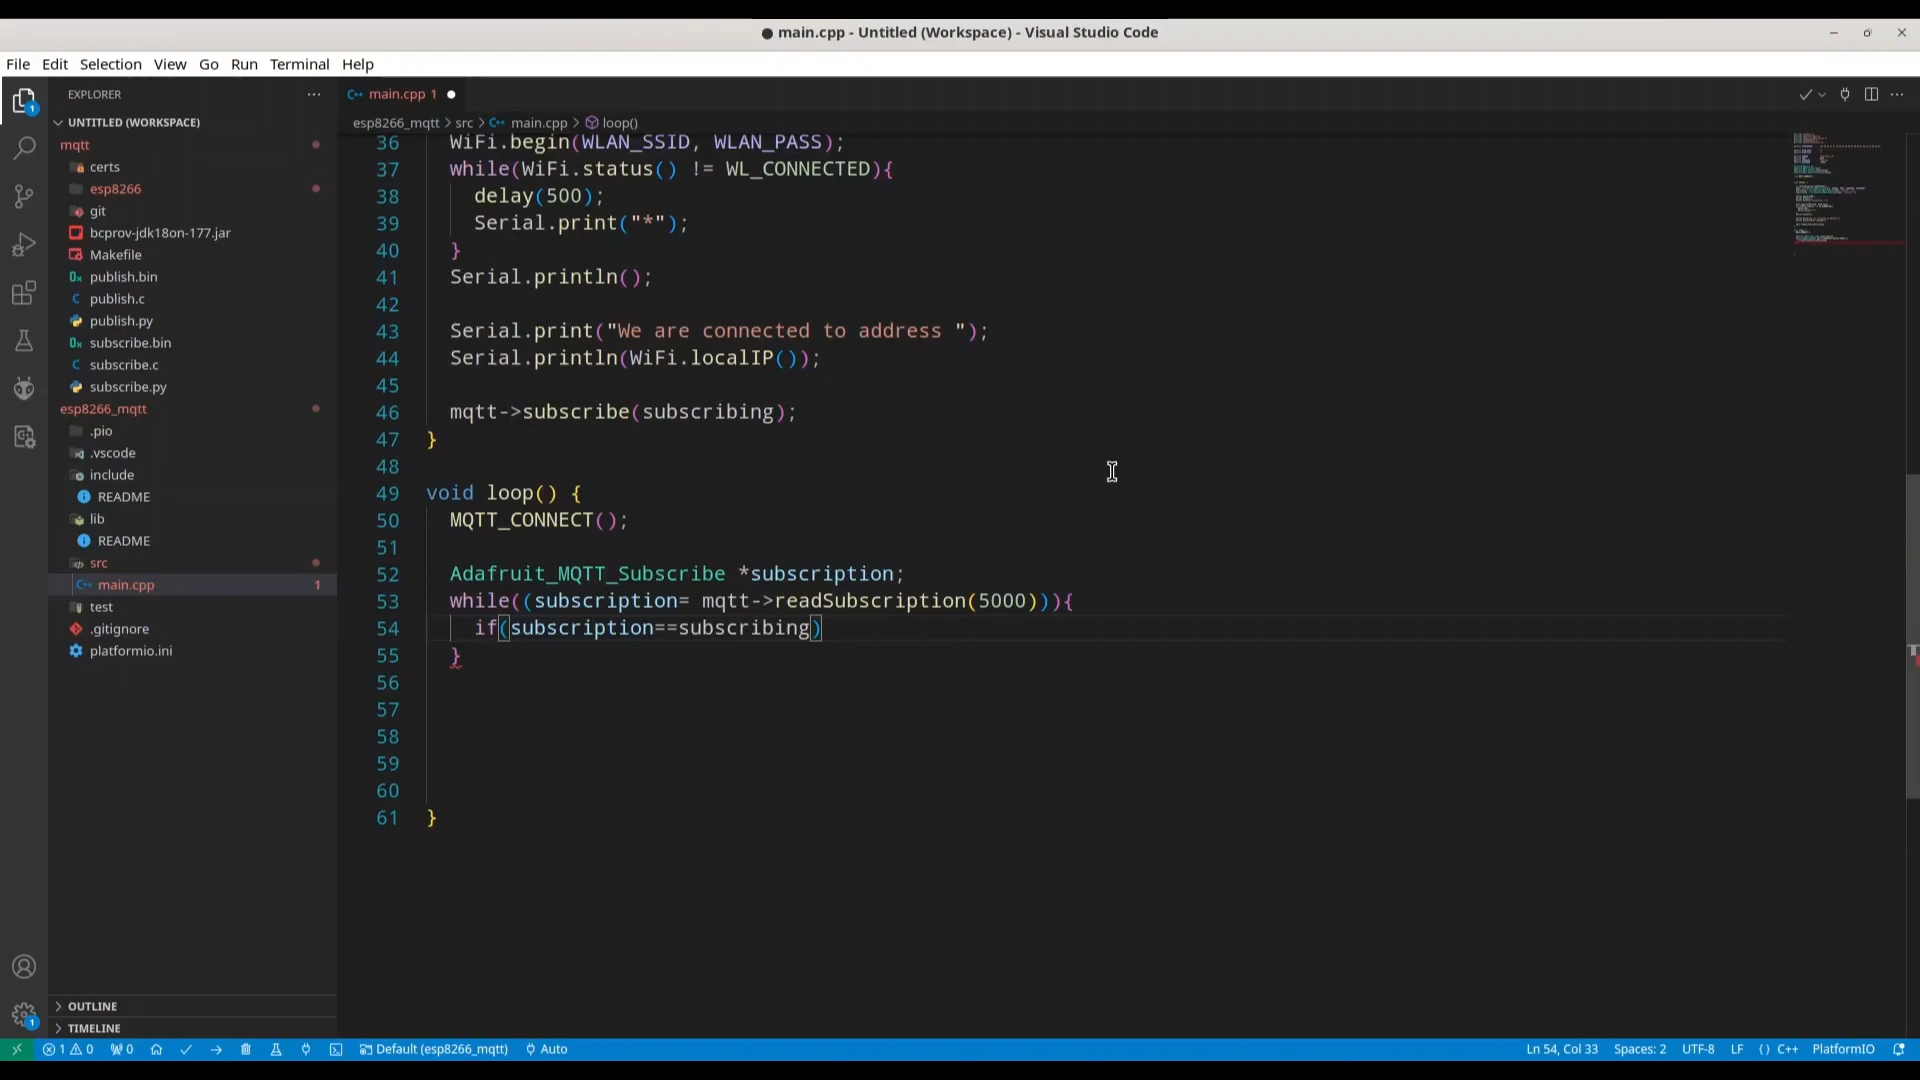 main.cpp - Untitled (Workspace) - Visual Studio Code
File Edit Selection View Go Run Terminal Help
EXPLORER
UNTITLED (WORKSPACE)
mqtt
certs
esp8266
git
bcprov-jdk18on-177.jar
Makefile
publish.bin
publish.c
publish.py
subscribe.bin
subscribe.c
subscribe.py
esp8266_mqtt
.pio
.vscode
include
README
lib
README
src
main.cpp 1
test
.gitignore
platformio.ini
OUTLINE
TIMELINE
main.cpp 1
esp8266_mqtt > src > main.cpp > loop()
36 WiFi.begin(WLAN_SSID, WLAN_PASS);
37 while(WiFi.status() != WL_CONNECTED){
38 delay(500);
39 Serial.print("*");
40 }
41 Serial.println();
42
43 Serial.print("We are connected to address ");
44 Serial.println(WiFi.localIP());
45
46 mqtt->subscribe(subscribing);
47 }
48
49 void loop() {
50 MQTT_CONNECT();
51
52 Adafruit_MQTT_Subscribe *subscription;
53 while((subscription= mqtt->readSubscription(5000))){
54 if(subscription==subscribing)
55 }
56
57
58
59
60
61 }
1 0 0 Default (esp8266_mqtt) Auto Ln 54, Col 33 Spaces: 2 UTF-8 LF {} C++ PlatformIO